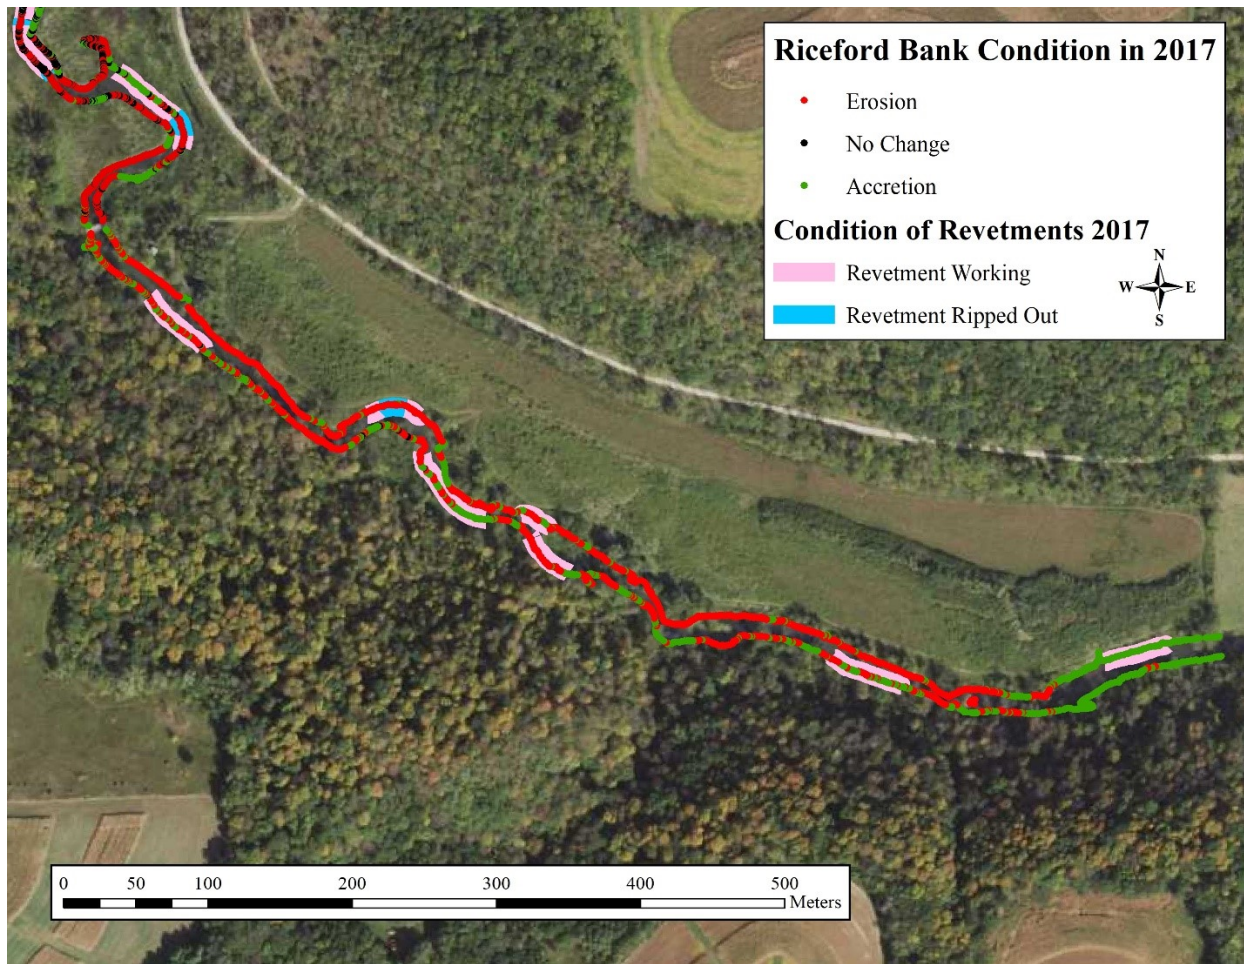 Riceford Bank Condition in 2017
Erosion
No Change
Accretion
Condition of Revetments 2017
Revetment Working
Revetment Ripped Out
N
W E
S
0 50 100 200 300 400 500
Meters